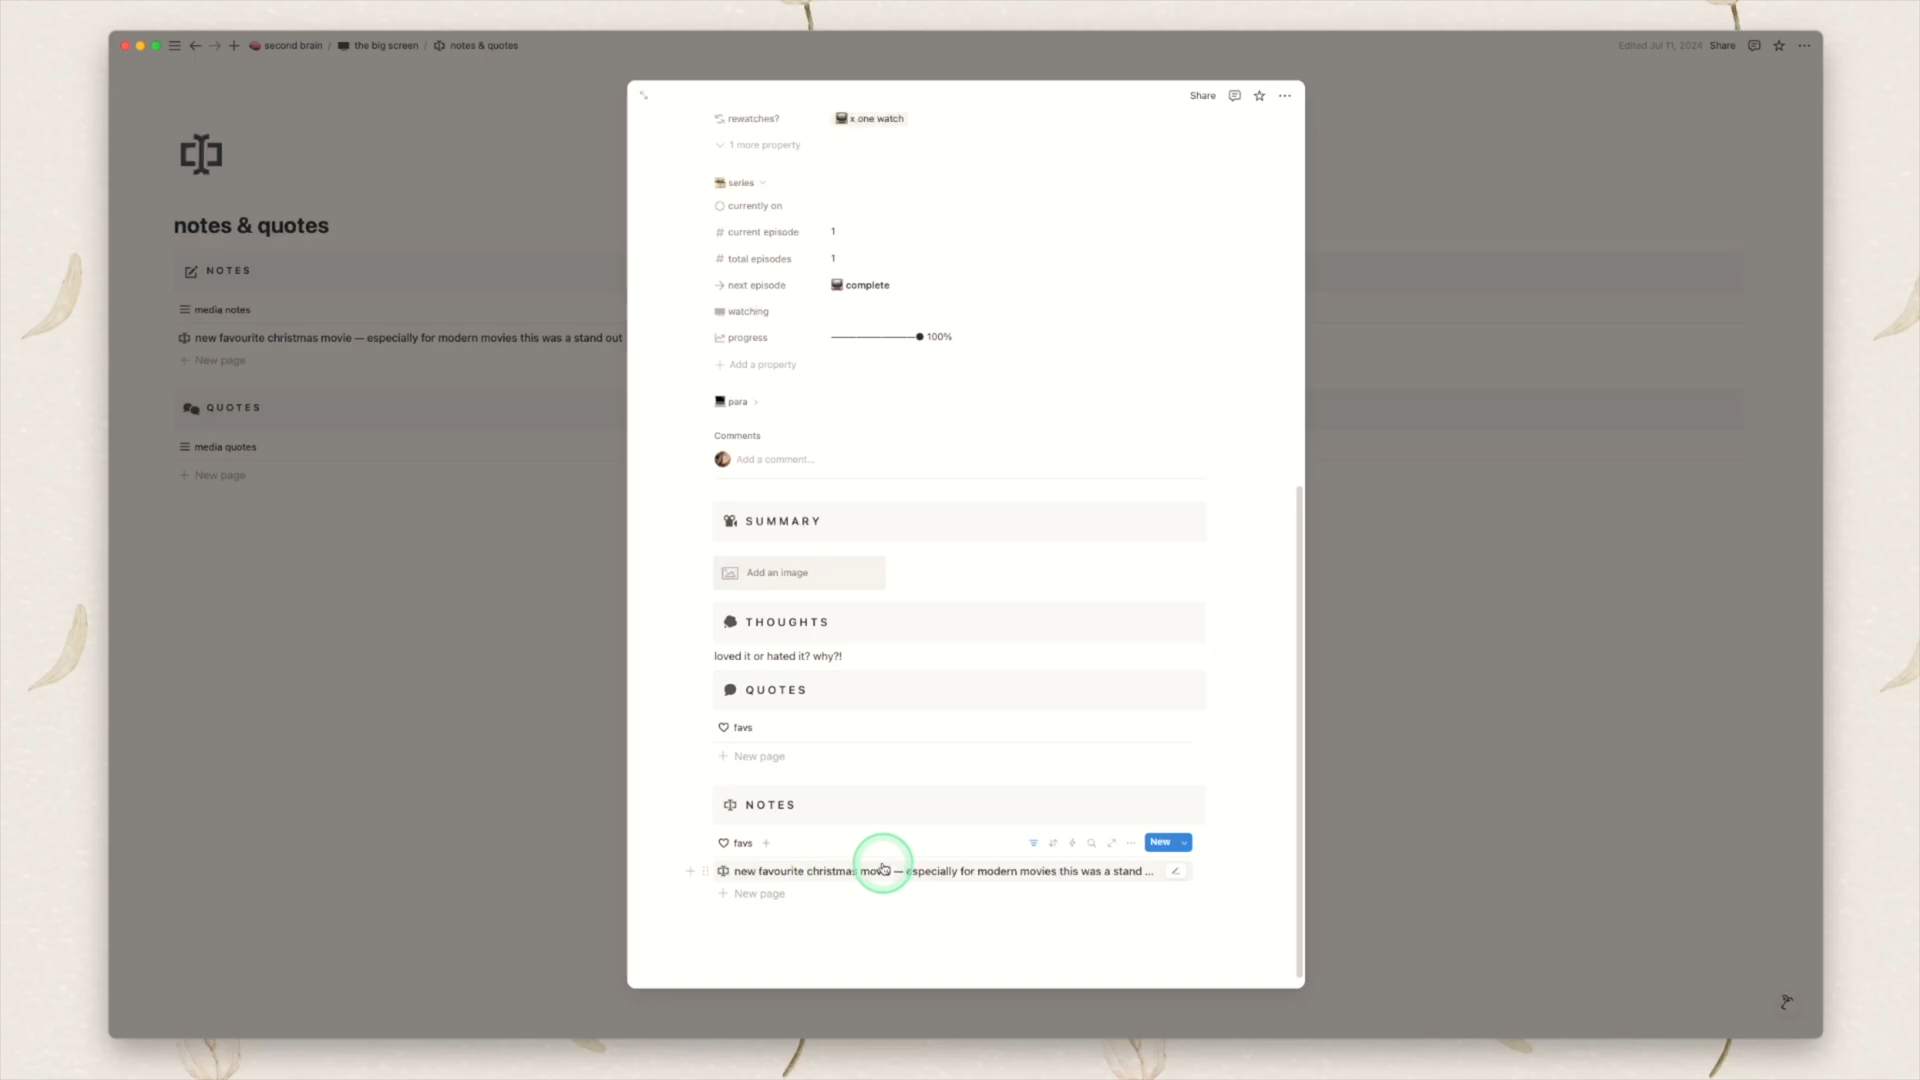 second brain / the big screen / notes & quotes
Edited Jul 11, 2024 Share
notes & quotes
NOTES
media notes
new favourite christmas movie — especially for modern movies this was a stand out
New page
QUOTES
media quotes
New page
Share
rewatches? x one watch
1 more property
series
currently on
# current episode 1
# total episodes 1
next episode complete
watching
progress 100%
Add a property
para
Comments
Add a comment...
SUMMARY
Add an image
THOUGHTS
loved it or hated it? why?!
QUOTES
favs
New page
NOTES
favs New
new favourite christmas movie — especially for modern movies this was a stand ...
New page